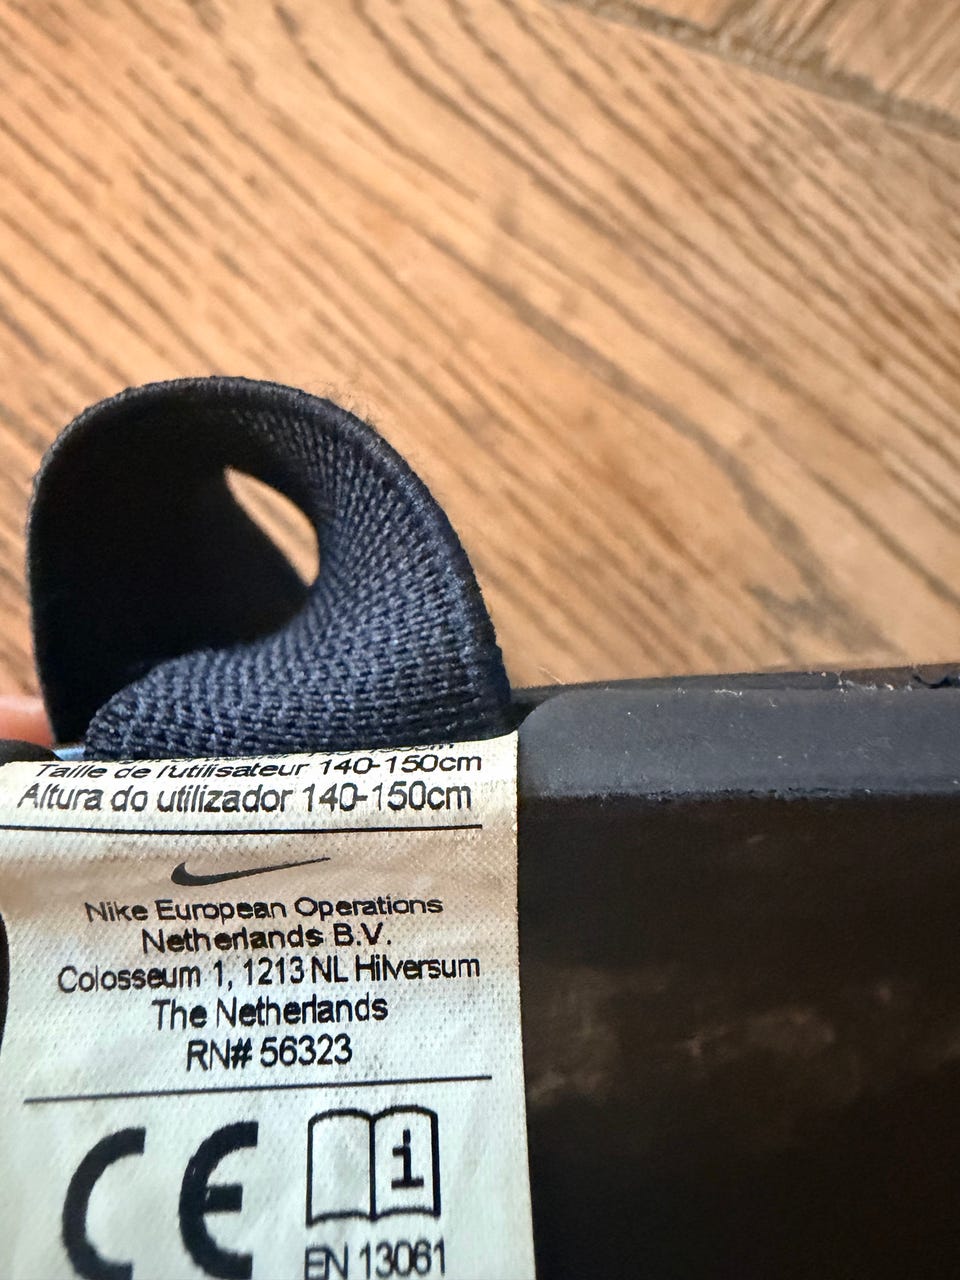 Taille de l'utilisateur 140-150cm
Altura do utilizador 140-150cm
Nike European Operations
Netherlands B.V.
Colosseum 1, 1213 NL Hilversum
The Netherlands
RN# 56323
CE
i
EN 13061